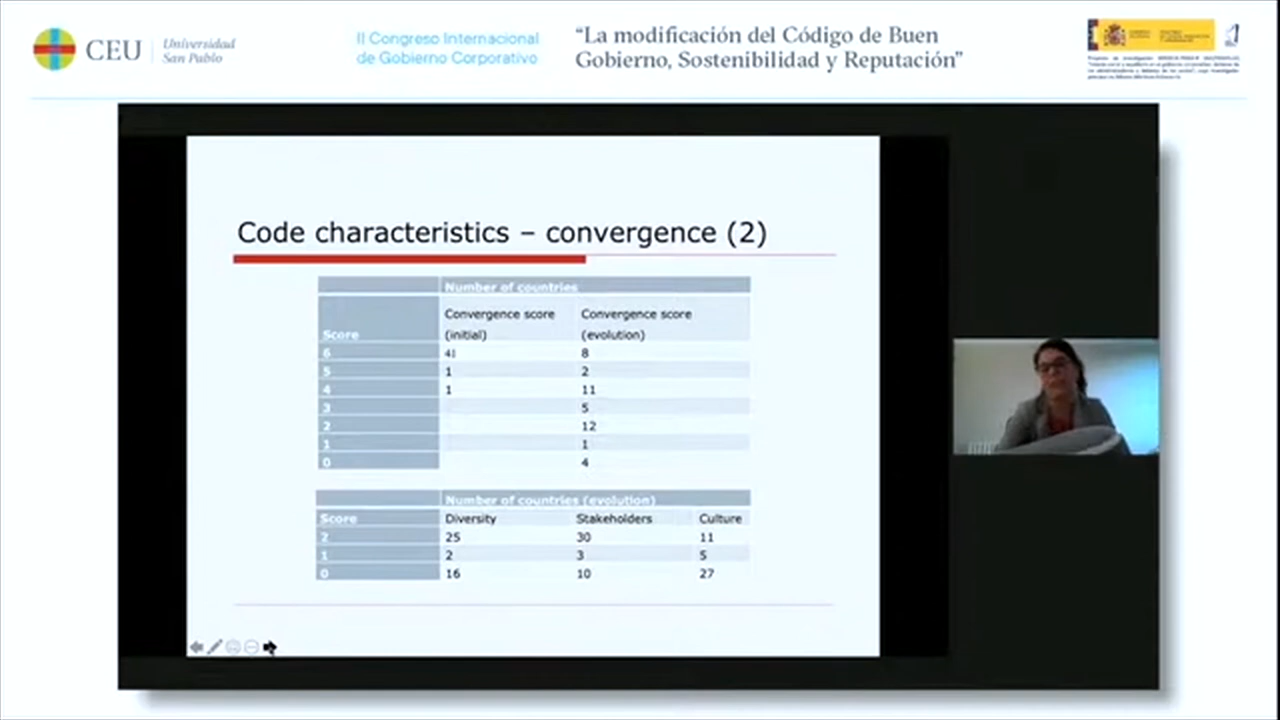 CEU
Universidad
San Pablo
II Congreso Internacional
de Gobierno Corporativo
“La modificación del Código de Buen
Gobierno, Sostenibilidad y Reputación”
Code characteristics – convergence (2)
Number of countries
Score Convergence score (initial) Convergence score (evolution)
6 41 8
5 1 2
4 1 11
3 5
2 12
1 1
0 4
Number of countries (evolution)
Score Diversity Stakeholders Culture
2 25 30 11
1 2 3 5
0 16 10 27